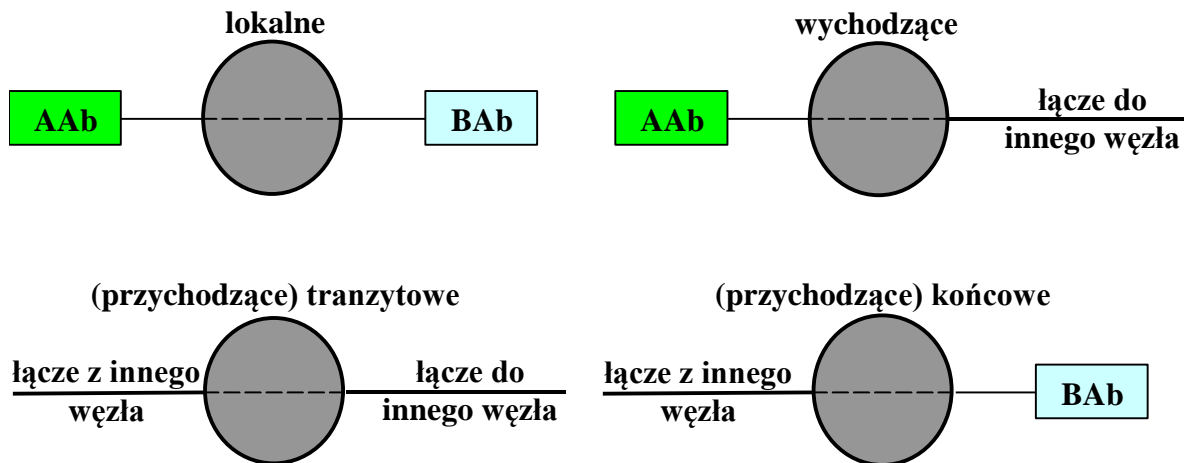 lokalne
AAb
BAb
wychodzące
AAb
łącze do
innego węzła
(przychodzące) tranzytowe
łącze z innego
węzła
łącze do
innego węzła
(przychodzące) końcowe
łącze z innego
węzła
BAb